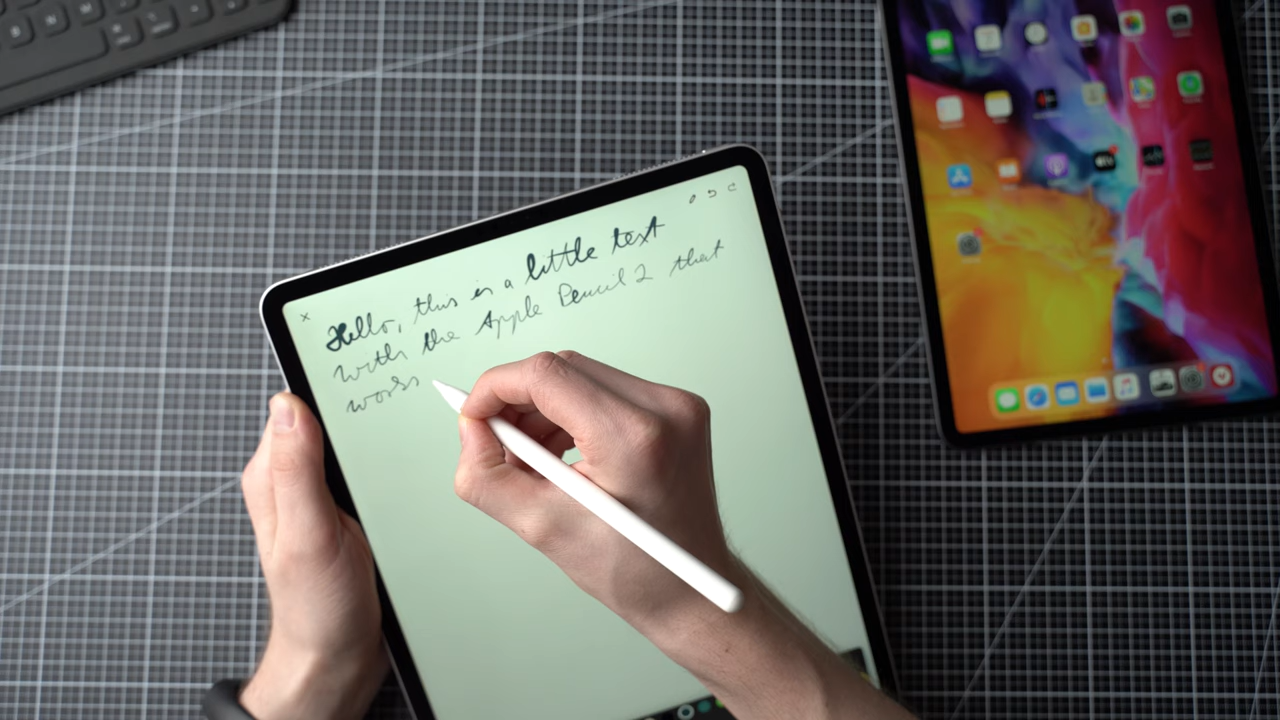 Hello, this is a little text
with the Apple Pencil 2 that
works